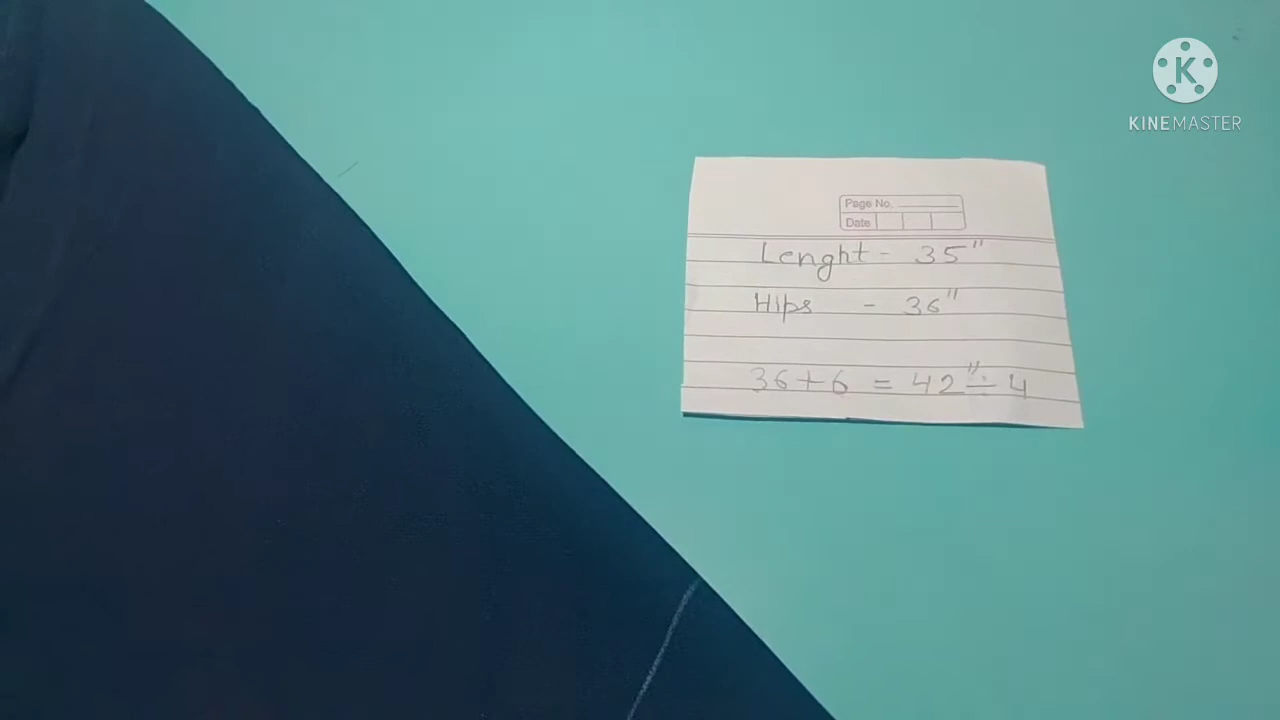 K
KINEMASTER
Page No.
Date
Lenght - 35"
Hips - 36"
36+6 = 42" ÷ 4